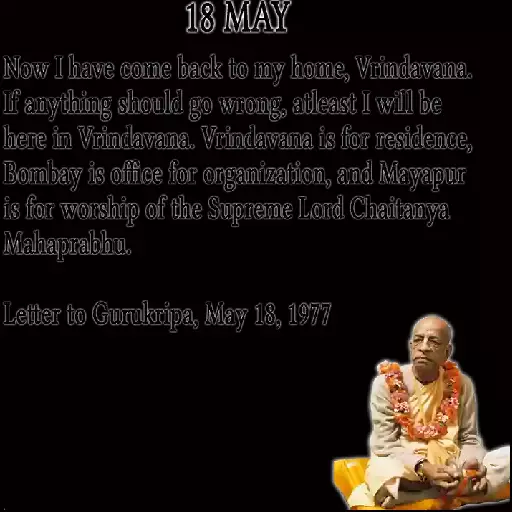 18 MAY
Now I have come back to my home, Vrindavana.
If anything should go wrong, atleast I will be
here in Vrindavana. Vrindavana is for residence,
Bombay is office for organization, and Mayapur
is for worship of the Supreme Lord Chaitanya
Mahaprabhu.
Letter to Gurukripa, May 18, 1977